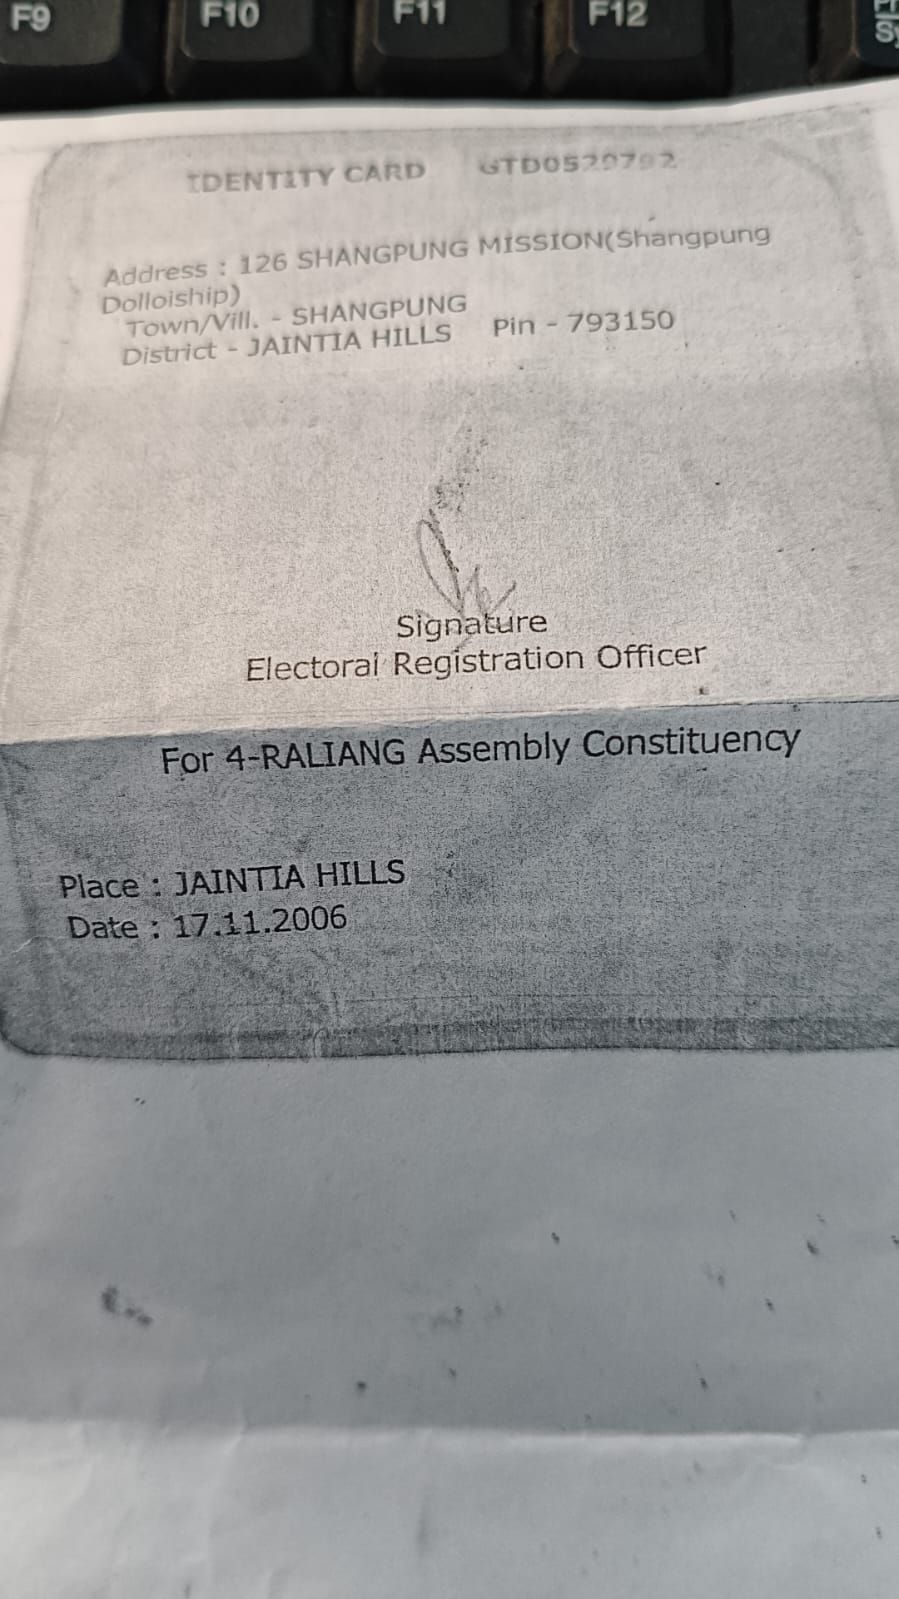 F9 F10 F11 F12
IDENTITY CARD
Address : 126 SHANGPUNG MISSION(Shangpung
Dolloiship)
Town/Vill. - SHANGPUNG
District - JAINTIA HILLS Pin - 793150
Signature
Electoral Registration Officer
For 4-RALIANG Assembly Constituency
Place : JAINTIA HILLS
Date : 17.11.2006